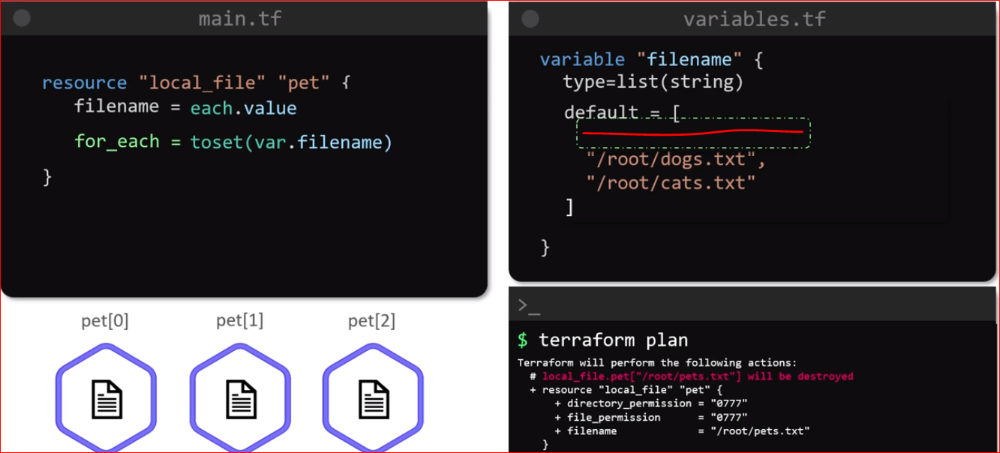 main.tf
resource "local_file" "pet" {
filename = each.value
for_each = toset(var.filename)
}
variables.tf
variable "filename" {
type=list(string)
default = [
"/root/dogs.txt",
"/root/cats.txt"
]
}
pet[0]
pet[1]
pet[2]
>_
$ terraform plan
Terraform will perform the following actions:
# local_file.pet["/root/pets.txt"] will be destroyed
+ resource "local_file" "pet" {
+ directory_permission = "0777"
+ file_permission = "0777"
+ filename = "/root/pets.txt"
}